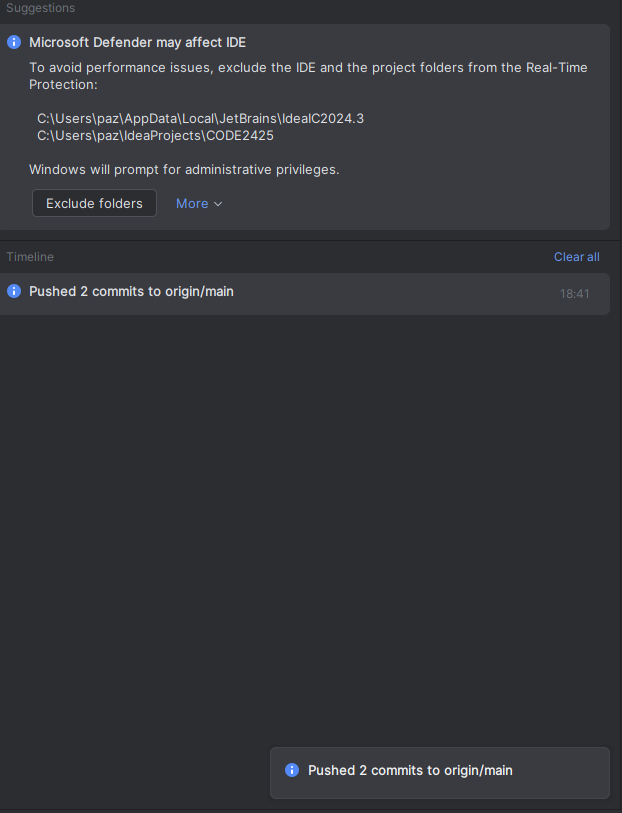 Suggestions
Microsoft Defender may affect IDE
To avoid performance issues, exclude the IDE and the project folders from the Real-Time
Protection:
C:\Users\paz\AppData\Local\JetBrains\IdeaIC2024.3
C:\Users\paz\IdeaProjects\CODE2425
Windows will prompt for administrative privileges.
Exclude folders More
Timeline Clear all
Pushed 2 commits to origin/main 18:41
Pushed 2 commits to origin/main